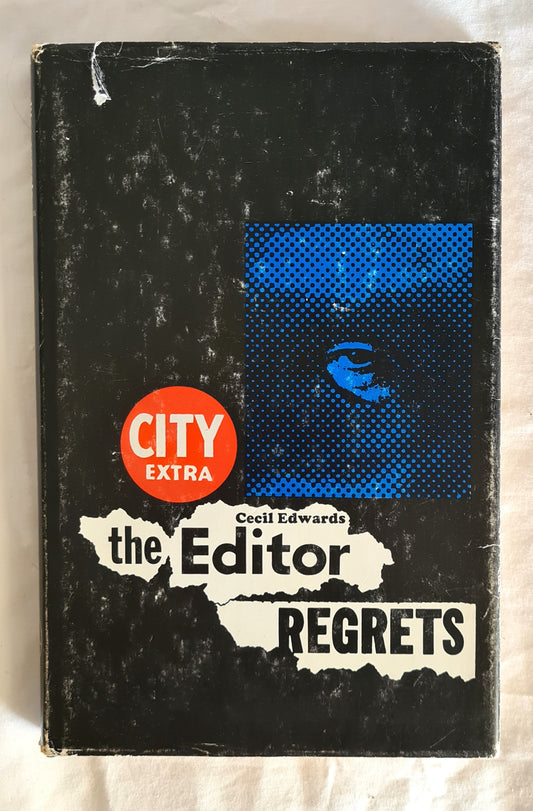 CITY
EXTRA
Cecil Edwards
the Editor
REGRETS